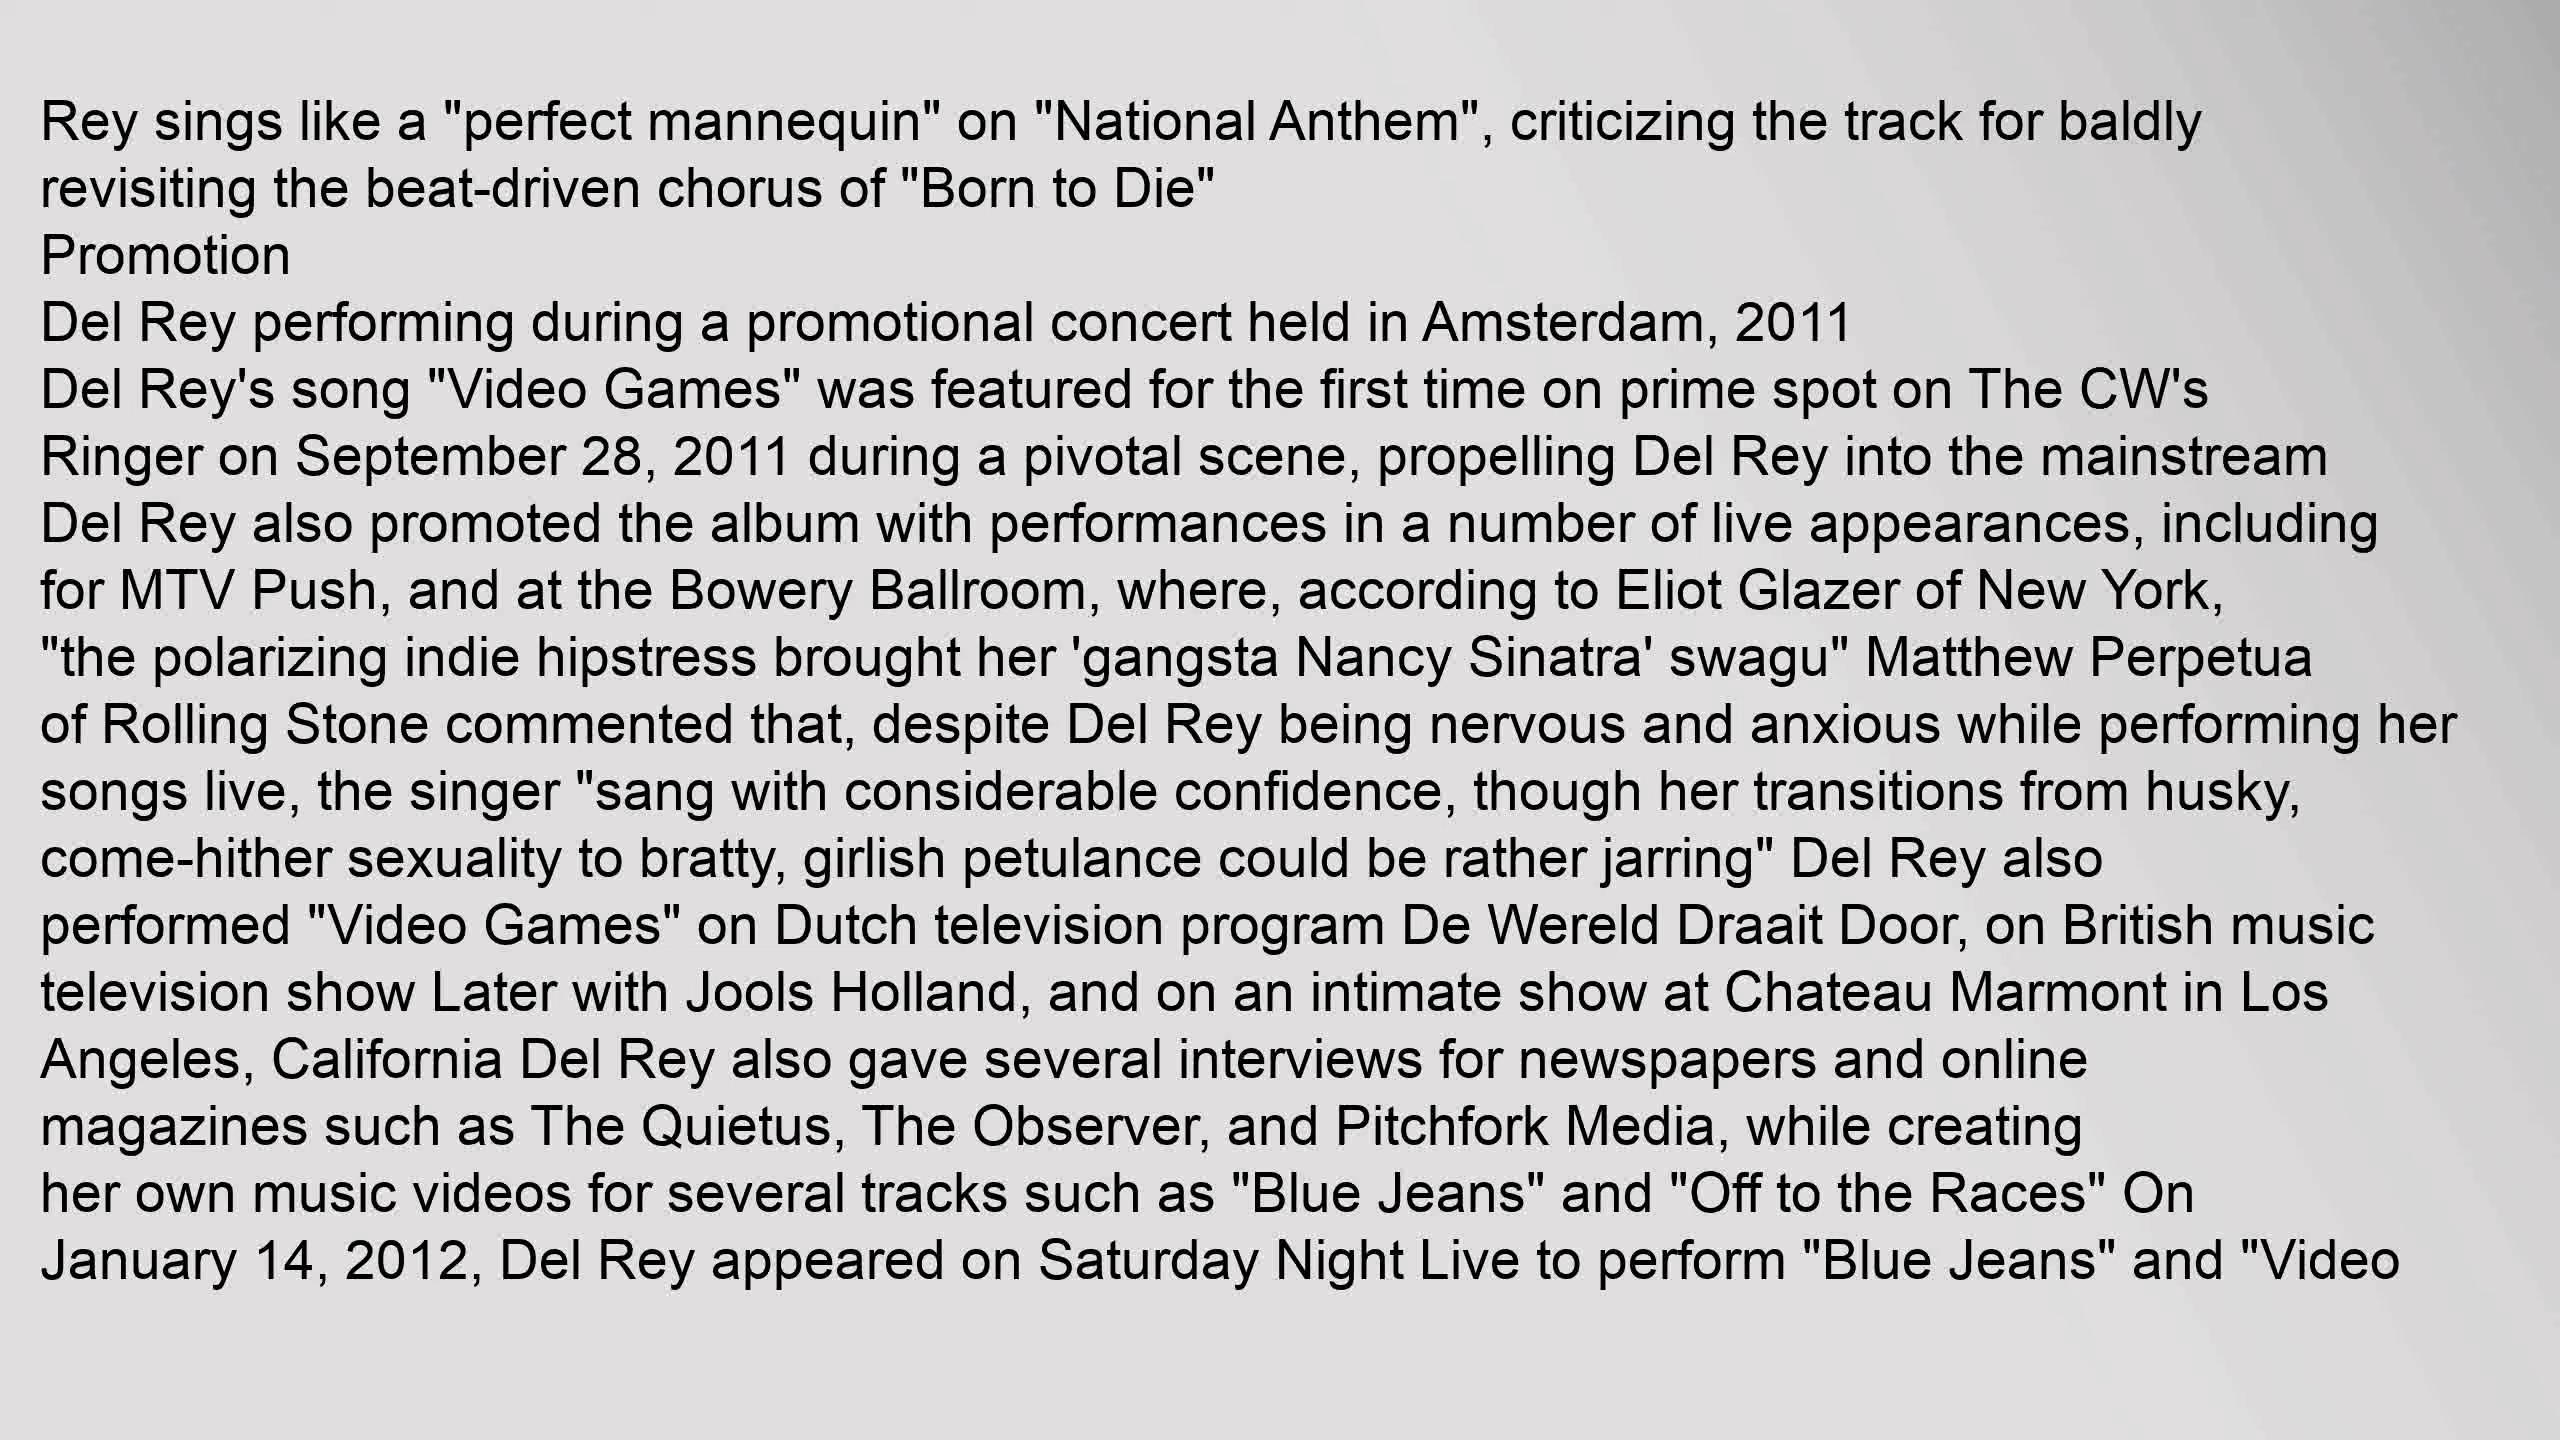 Rey sings like a "perfect mannequin" on "National Anthem", criticizing the track for baldly
revisiting the beat-driven chorus of "Born to Die"
Promotion
Del Rey performing during a promotional concert held in Amsterdam, 2011
Del Rey's song "Video Games" was featured for the first time on prime spot on The CW's
Ringer on September 28, 2011 during a pivotal scene, propelling Del Rey into the mainstream
Del Rey also promoted the album with performances in a number of live appearances, including
for MTV Push, and at the Bowery Ballroom, where, according to Eliot Glazer of New York,
"the polarizing indie hipstress brought her 'gangsta Nancy Sinatra' swagu" Matthew Perpetua
of Rolling Stone commented that, despite Del Rey being nervous and anxious while performing her
songs live, the singer "sang with considerable confidence, though her transitions from husky,
come-hither sexuality to bratty, girlish petulance could be rather jarring" Del Rey also
performed "Video Games" on Dutch television program De Wereld Draait Door, on British music
television show Later with Jools Holland, and on an intimate show at Chateau Marmont in Los
Angeles, California Del Rey also gave several interviews for newspapers and online
magazines such as The Quietus, The Observer, and Pitchfork Media, while creating
her own music videos for several tracks such as "Blue Jeans" and "Off to the Races" On
January 14, 2012, Del Rey appeared on Saturday Night Live to perform "Blue Jeans" and "Video